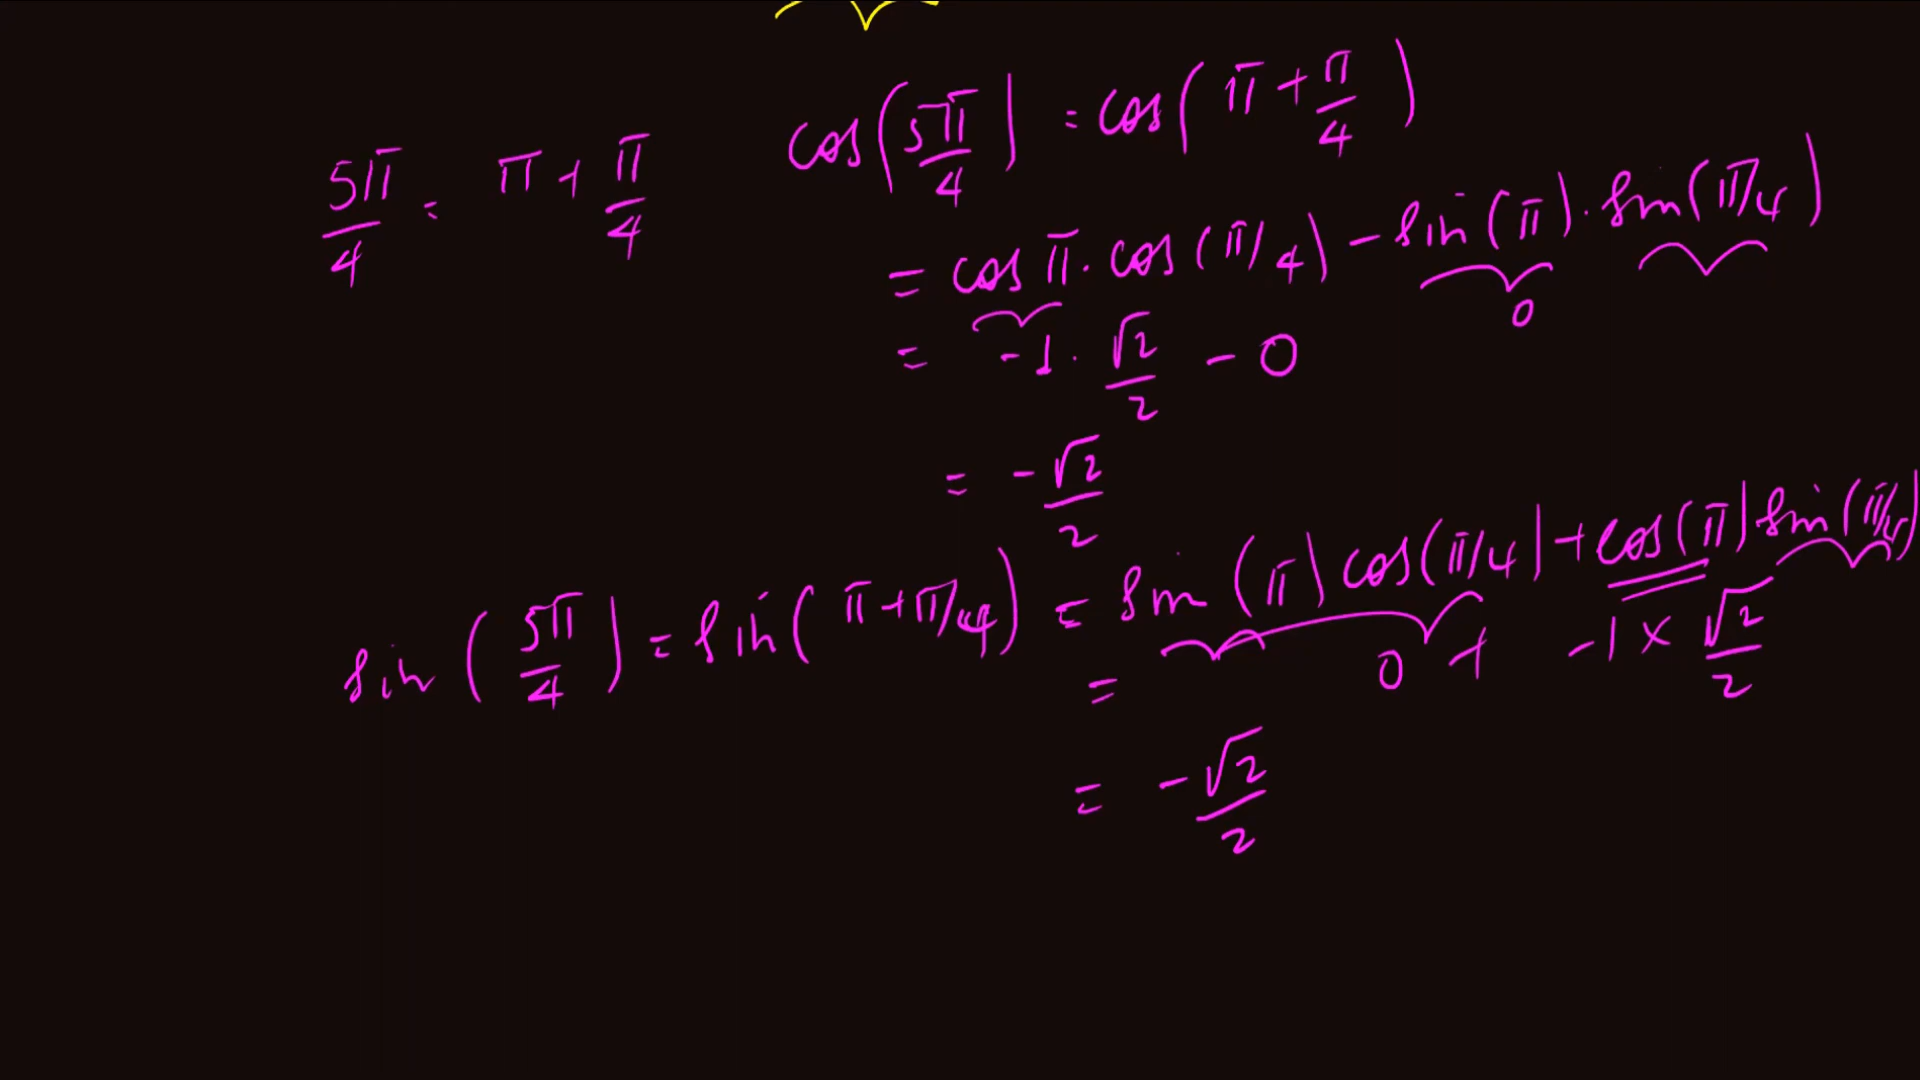 5π/4 = π + π/4
cos(5π/4) = cos(π + π/4)
= cos π . cos(π/4) - sin(π) . sin(π/4)
0
= -1 . √2/2 - 0
= -√2/2
sin(5π/4) = sin(π + π/4) = sin(π) cos(π/4) + cos(π) sin(π/4)
= 0 + -1 × √2/2
= -√2/2